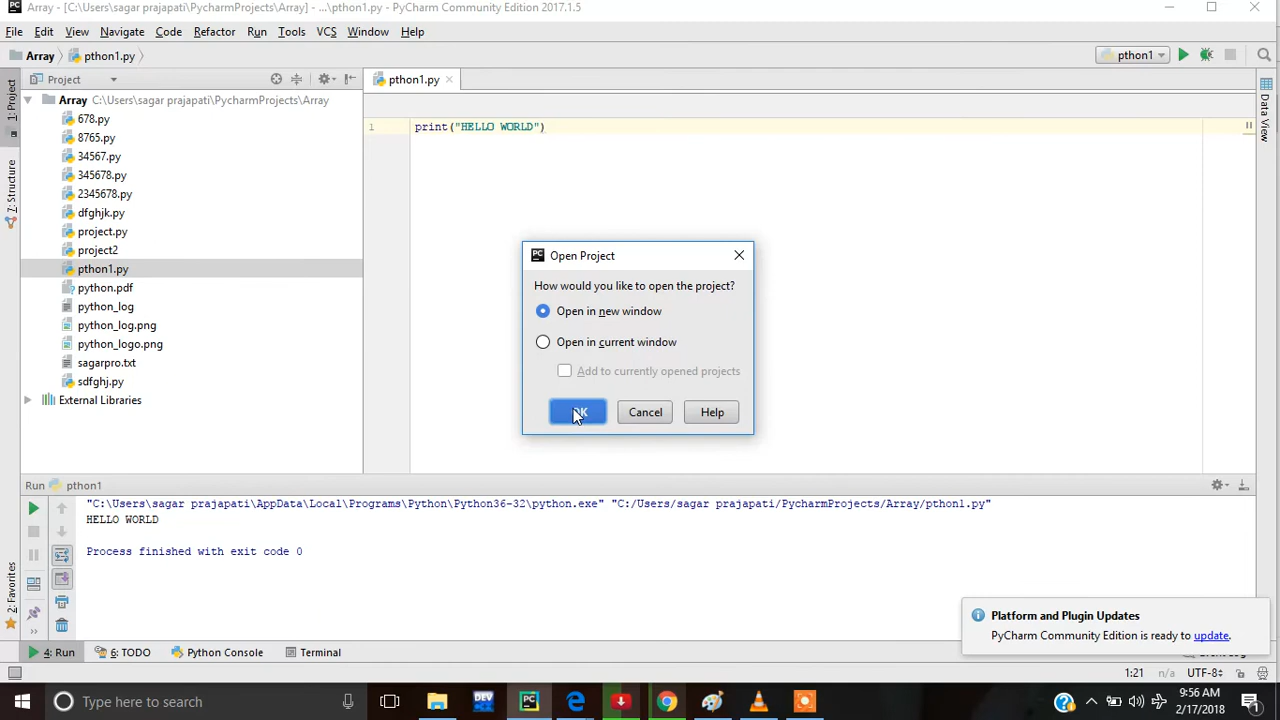 Array - [C:\Users\sagar prajapati\PycharmProjects\Array] - ...\pthon1.py - PyCharm Community Edition 2017.1.5
File Edit View Navigate Code Refactor Run Tools VCS Window Help
Array pthon1.py pthon1
Project pthon1.py
Array C:\Users\sagar prajapati\PycharmProjects\Array
678.py
8765.py
34567.py
345678.py
2345678.py
dfghjk.py
project.py
project2
pthon1.py
python.pdf
python_log
python_log.png
python_logo.png
sagarpro.txt
sdfghj.py
External Libraries
1: Project
7: Structure
2: Favorites
Data View
1 print("HELLO WORLD")
Open Project
How would you like to open the project?
Open in new window
Open in current window
Add to currently opened projects
OK Cancel Help
Run pthon1
"C:\Users\sagar prajapati\AppData\Local\Programs\Python\Python36-32\python.exe" "C:/Users/sagar prajapati/PycharmProjects/Array/pthon1.py"
HELLO WORLD
Process finished with exit code 0
Platform and Plugin Updates
PyCharm Community Edition is ready to update.
4: Run 6: TODO Python Console Terminal
1:21 n/a UTF-8
Type here to search
9:56 AM
2/17/2018